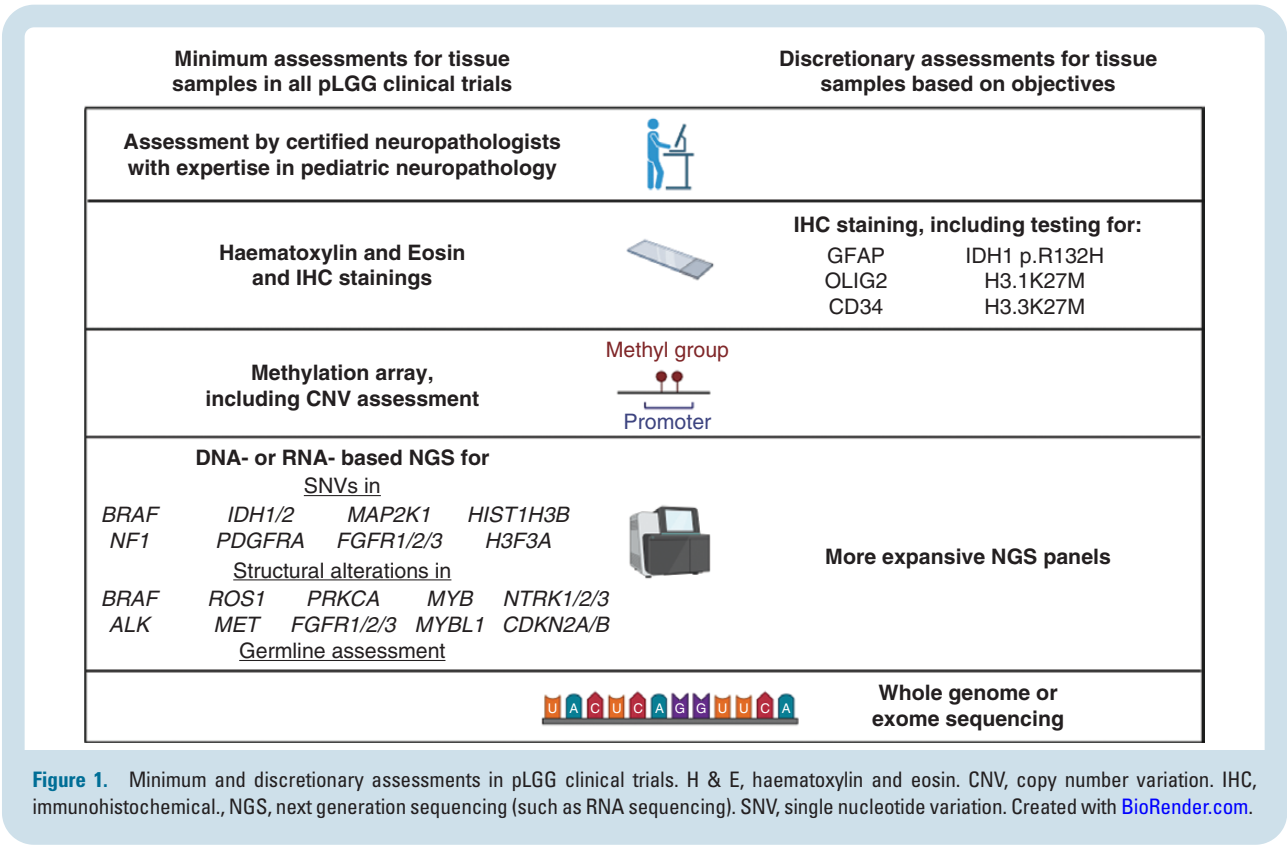 Minimum assessments for tissue
samples in all pLGG clinical trials
Discretionary assessments for tissue
samples based on objectives
Assessment by certified neuropathologists
with expertise in pediatric neuropathology
Haematoxylin and Eosin
and IHC stainings
IHC staining, including testing for:
GFAP IDH1 p.R132H
OLIG2 H3.1K27M
CD34 H3.3K27M
Methylation array,
including CNV assessment
Methyl group
Promoter
DNA- or RNA- based NGS for
SNVs in
BRAF IDH1/2 MAP2K1 HIST1H3B
NF1 PDGFRA FGFR1/2/3 H3F3A
Structural alterations in
BRAF ROS1 PRKCA MYB NTRK1/2/3
ALK MET FGFR1/2/3 MYBL1 CDKN2A/B
Germline assessment
More expansive NGS panels
U A C U C A G G U U C A
Whole genome or
exome sequencing
Figure 1. Minimum and discretionary assessments in pLGG clinical trials. H & E, haematoxylin and eosin. CNV, copy number variation. IHC,
immunohistochemical., NGS, next generation sequencing (such as RNA sequencing). SNV, single nucleotide variation. Created with BioRender.com.